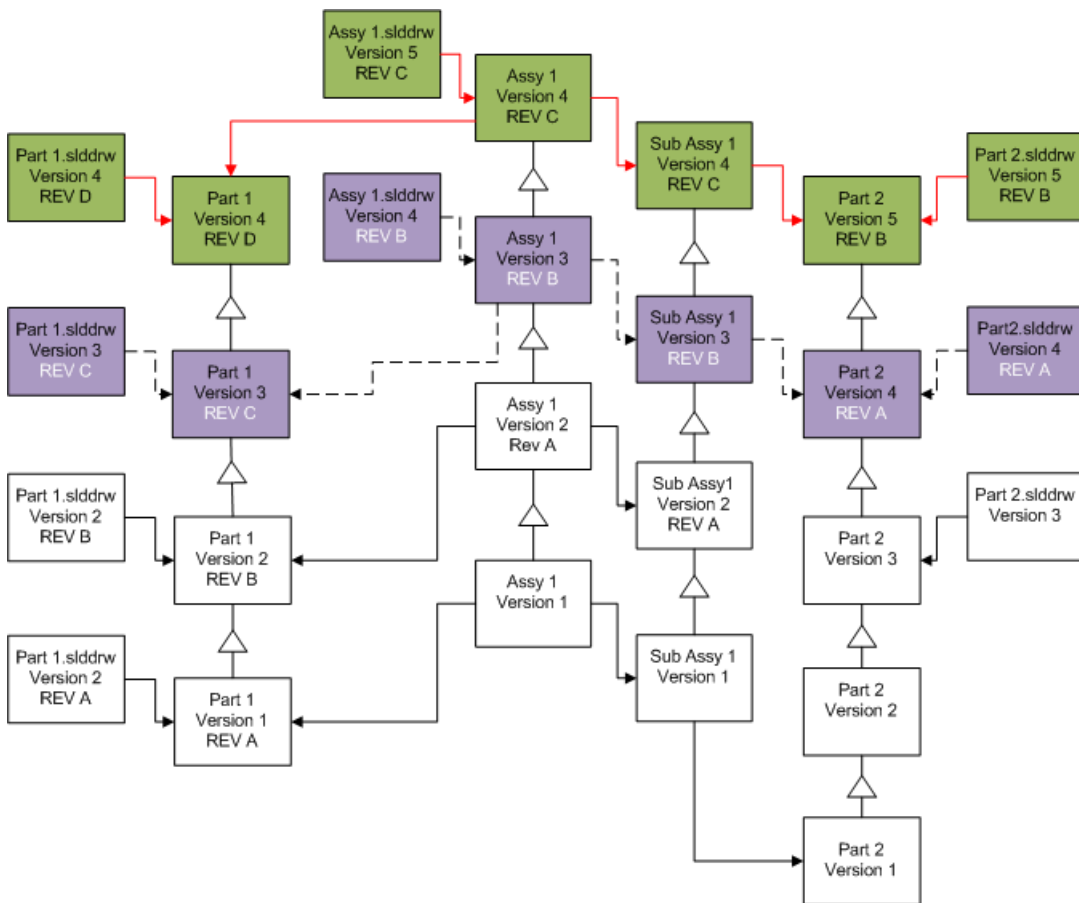 Assy 1.slddrw
Version 5
REV C
Assy 1
Version 4
REV C
Part 1.slddrw
Version 4
REV D
Part 1
Version 4
REV D
Assy 1.slddrw
Version 4
REV B
Sub Assy 1
Version 4
REV C
Part 2
Version 5
REV B
Part 2.slddrw
Version 5
REV B
Assy 1
Version 3
REV B
Part 1.slddrw
Version 3
REV C
Part 1
Version 3
REV C
Sub Assy 1
Version 3
REV B
Part 2
Version 4
REV A
Part2.slddrw
Version 4
REV A
Assy 1
Version 2
Rev A
Part 1.slddrw
Version 2
REV B
Part 1
Version 2
REV B
Sub Assy1
Version 2
REV A
Part 2
Version 3
Part 2.slddrw
Version 3
Assy 1
Version 1
Part 1.slddrw
Version 2
REV A
Part 1
Version 1
REV A
Sub Assy 1
Version 1
Part 2
Version 2
Part 2
Version 1